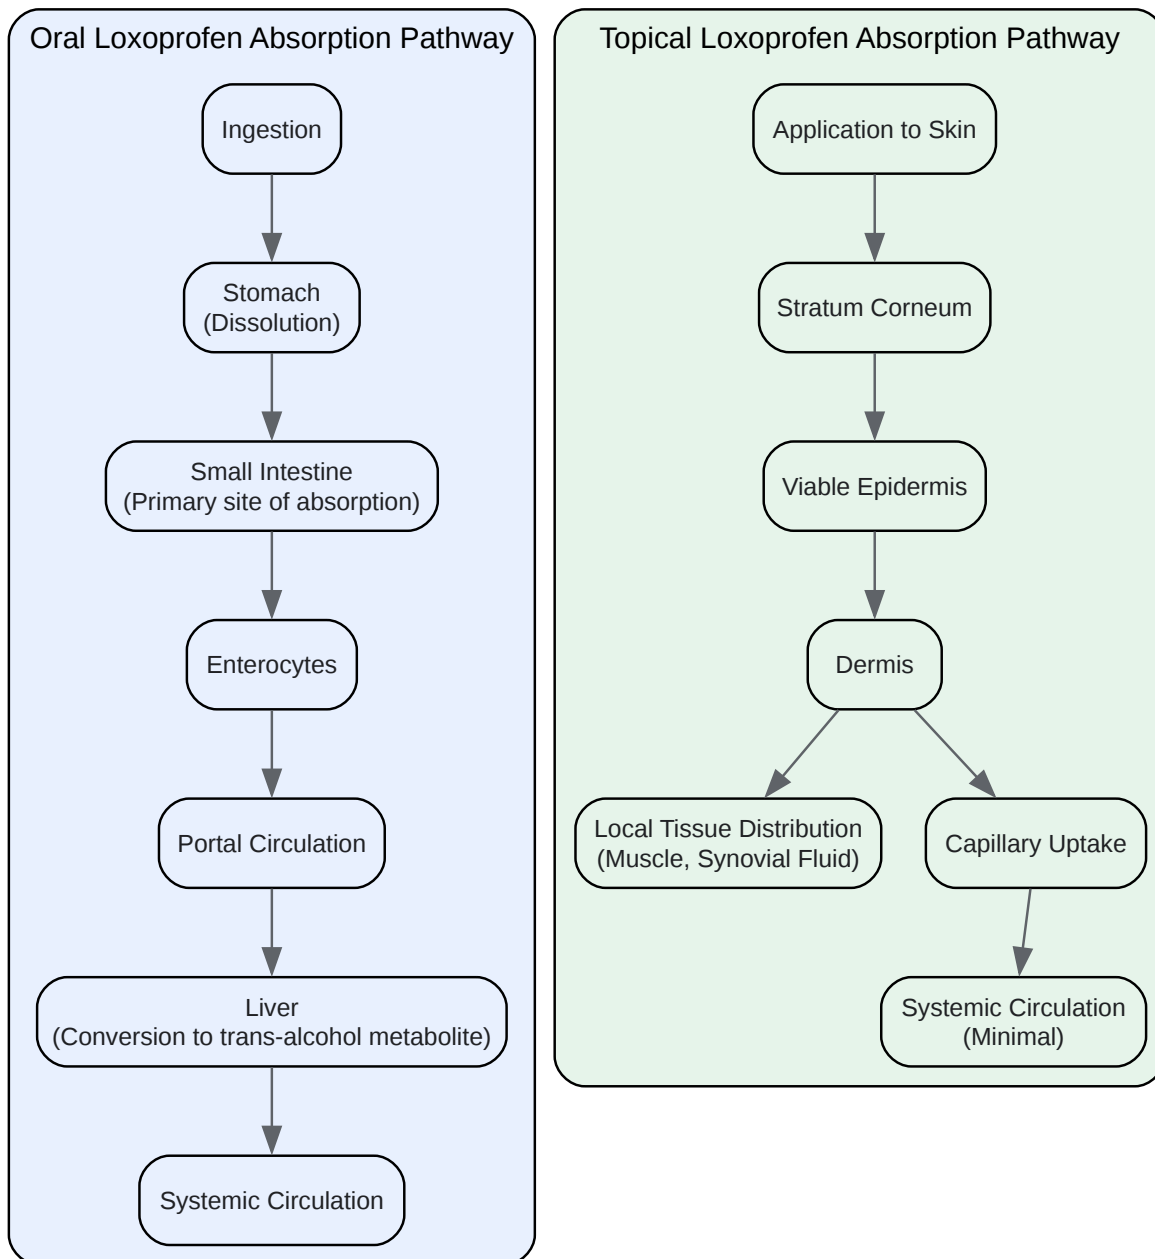 Oral Loxoprofen Absorption Pathway
Ingestion
Stomach
(Dissolution)
Small Intestine
(Primary site of absorption)
Enterocytes
Portal Circulation
Liver
(Conversion to trans-alcohol metabolite)
Systemic Circulation
Topical Loxoprofen Absorption Pathway
Application to Skin
Stratum Corneum
Viable Epidermis
Dermis
Local Tissue Distribution
(Muscle, Synovial Fluid)
Capillary Uptake
Systemic Circulation
(Minimal)